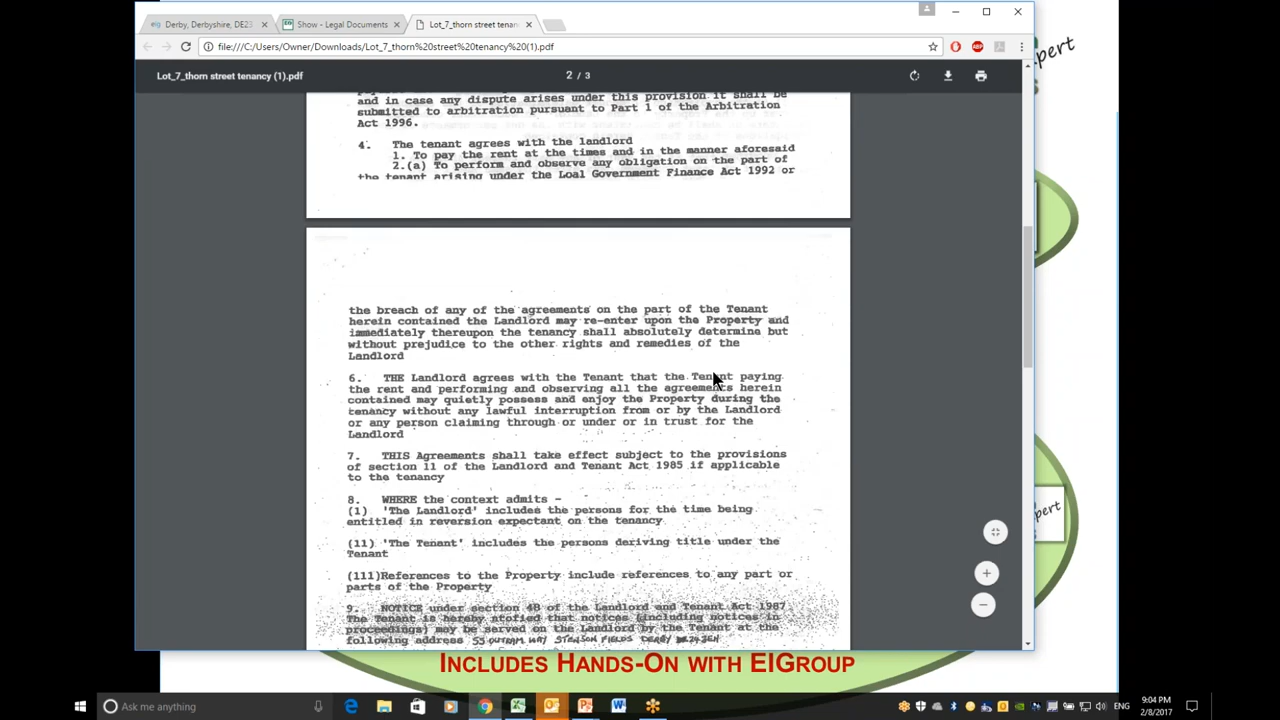 Derby, Derbyshire, DE23
Show - Legal Documents
Lot_7_thorn street tenan
file:///C:/Users/Owner/Downloads/Lot_7_thorn%20street%20tenancy%20(1).pdf
Lot_7_thorn street tenancy (1).pdf
2 / 3
and in case any dispute arises under this provision it shall be
submitted to arbitration pursuant to Part 1 of the Arbitration
Act 1996.
4. The tenant agrees with the landlord
1. To pay the rent at the times and in the manner aforesaid
2.(a) To perform and observe any obligation on the part of
the tenant arising under the Loal Government Finance Act 1992 or
the breach of any of the agreements on the part of the Tenant
herein contained the Landlord may re-enter upon the Property and
immediately thereupon the tenancy shall absolutely determine but
without prejudice to the other rights and remedies of the
Landlord
6. THE Landlord agrees with the Tenant that the Tenant paying
the rent and performing and observing all the agreements herein
contained may quietly possess and enjoy the Property during the
tenancy without any lawful interruption from or by the Landlord
or any person claiming through or under or in trust for the
Landlord
7. THIS Agreements shall take effect subject to the provisions
of section 11 of the Landlord and Tenant Act 1985 if applicable
to the tenancy
8. WHERE the context admits -
(1) 'The Landlord' includes the persons for the time being
entitled in reversion expectant on the tenancy
(11) 'The Tenant' includes the persons deriving title under the
Tenant
(111)References to the Property include references to any part or
parts of the Property
9. NOTICE under section 48 of the Landlord and Tenant Act 1987
The Tenant is hereby ntofied that notices (including notices in
proceedings) may be served on the Landlord by the Tenant at the
following address 55 OUTRAM WAY STENSON FIELDS DERBY
pert
pert
INCLUDES HANDS-ON WITH EIGROUP
Ask me anything
ENG
9:04 PM
2/8/2017